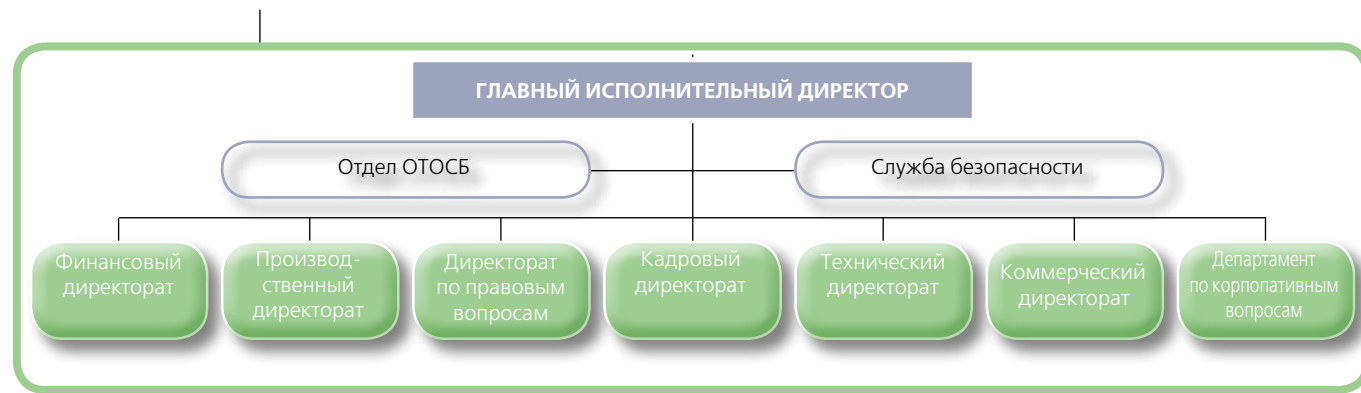 ГЛАВНЫЙ ИСПОЛНИТЕЛЬНЫЙ ДИРЕКТОР
Отдел ОТОСБ
Служба безопасности
Финансовый
директорат
Производ-
ственный
директорат
Директорат
по правовым
вопросам
Кадровый
директорат
Технический
директорат
Коммерческий
директорат
Департамент
по корпопативным
вопросам